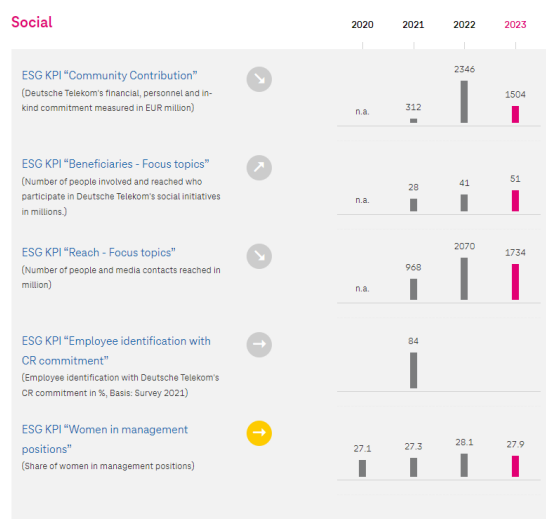 Social 2020 2021 2022 2023
ESG KPI “Community Contribution”
(Deutsche Telekom's financial, personnel and in-
kind commitment measured in EUR million)
n.a. 312 2346 1504
ESG KPI “Beneficiaries - Focus topics”
(Number of people involved and reached who
participate in Deutsche Telekom's social initiatives
in millions.)
n.a. 28 41 51
ESG KPI “Reach - Focus topics”
(Number of people and media contacts reached in
million)
n.a. 968 2070 1734
ESG KPI “Employee identification with
CR commitment”
(Employee identification with Deutsche Telekom's
CR commitment in %, Basis: Survey 2021)
84
ESG KPI “Women in management
positions”
(Share of women in management positions)
27.1 27.3 28.1 27.9